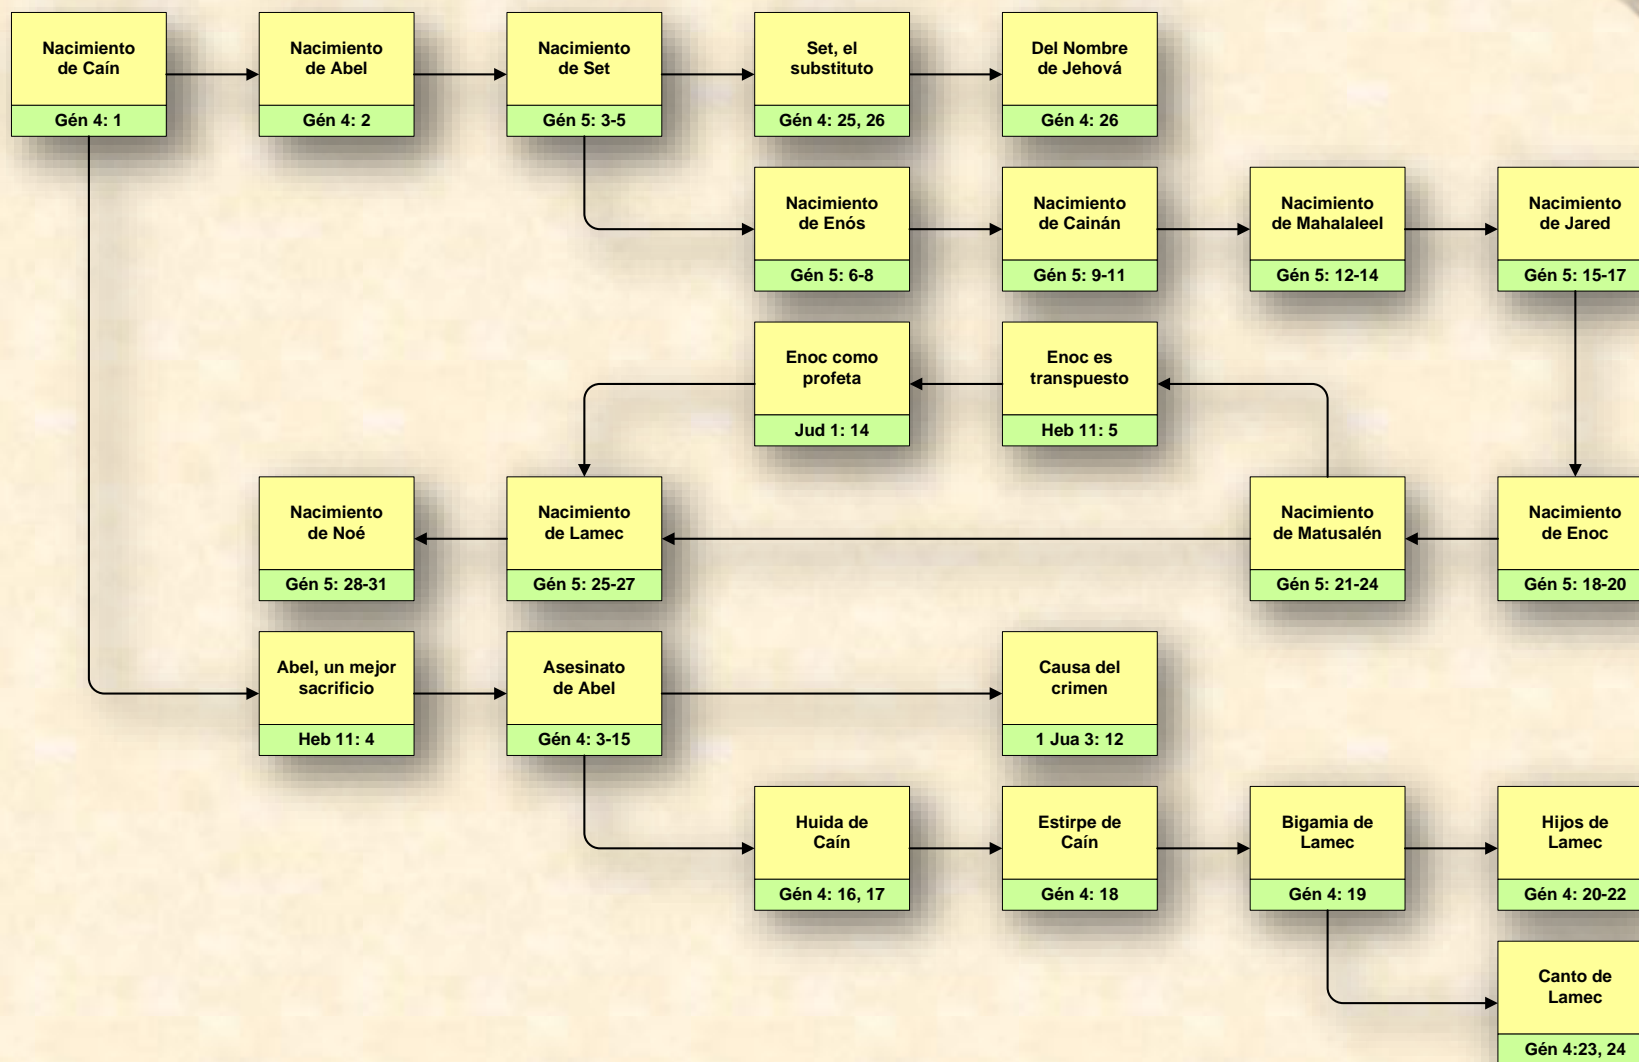 Nacimiento
de Caín
Gén 4: 1
Nacimiento
de Abel
Gén 4: 2
Nacimiento
de Set
Gén 5: 3-5
Set, el
substituto
Gén 4: 25, 26
Del Nombre
de Jehová
Gén 4: 26
Nacimiento
de Enós
Gén 5: 6-8
Nacimiento
de Cainán
Gén 5: 9-11
Nacimiento
de Mahalaleel
Gén 5: 12-14
Nacimiento
de Jared
Gén 5: 15-17
Enoc como
profeta
Jud 1: 14
Enoc es
transpuesto
Heb 11: 5
Nacimiento
de Noé
Gén 5: 28-31
Nacimiento
de Lamec
Gén 5: 25-27
Nacimiento
de Matusalén
Gén 5: 21-24
Nacimiento
de Enoc
Gén 5: 18-20
Abel, un mejor
sacrificio
Heb 11: 4
Asesinato
de Abel
Gén 4: 3-15
Causa del
crimen
1 Jua 3: 12
Huida de
Caín
Gén 4: 16, 17
Estirpe de
Caín
Gén 4: 18
Bigamia de
Lamec
Gén 4: 19
Hijos de
Lamec
Gén 4: 20-22
Canto de
Lamec
Gén 4:23, 24